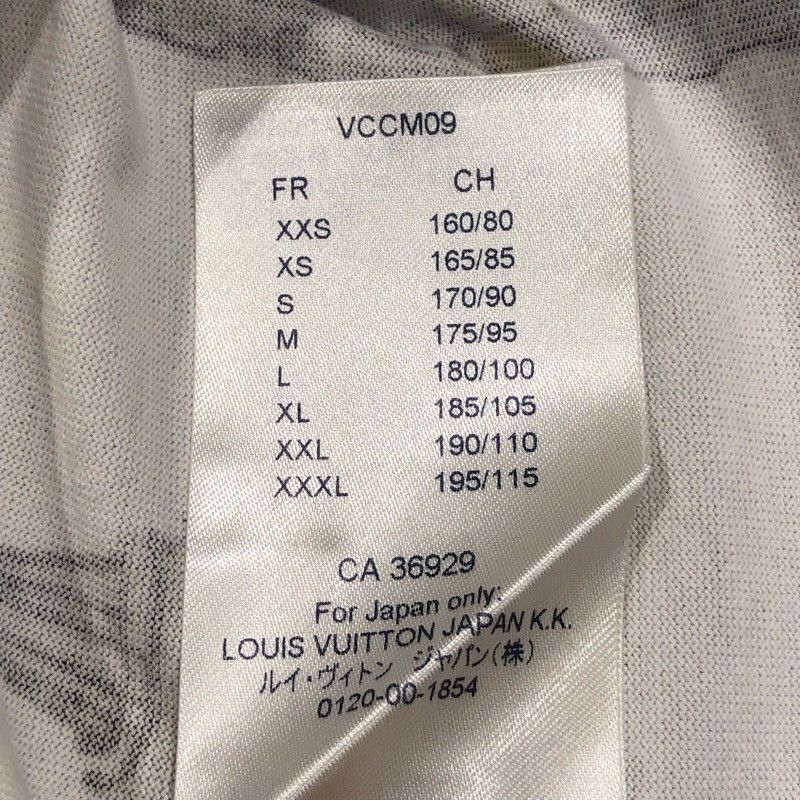 VCCM09
FR CH
XXS 160/80
XS 165/85
S 170/90
M 175/95
L 180/100
XL 185/105
XXL 190/110
XXXL 195/115
CA 36929
For Japan only:
LOUIS VUITTON JAPAN K.K.
ルイ・ヴィトン ジャパン(株)
0120-00-1854